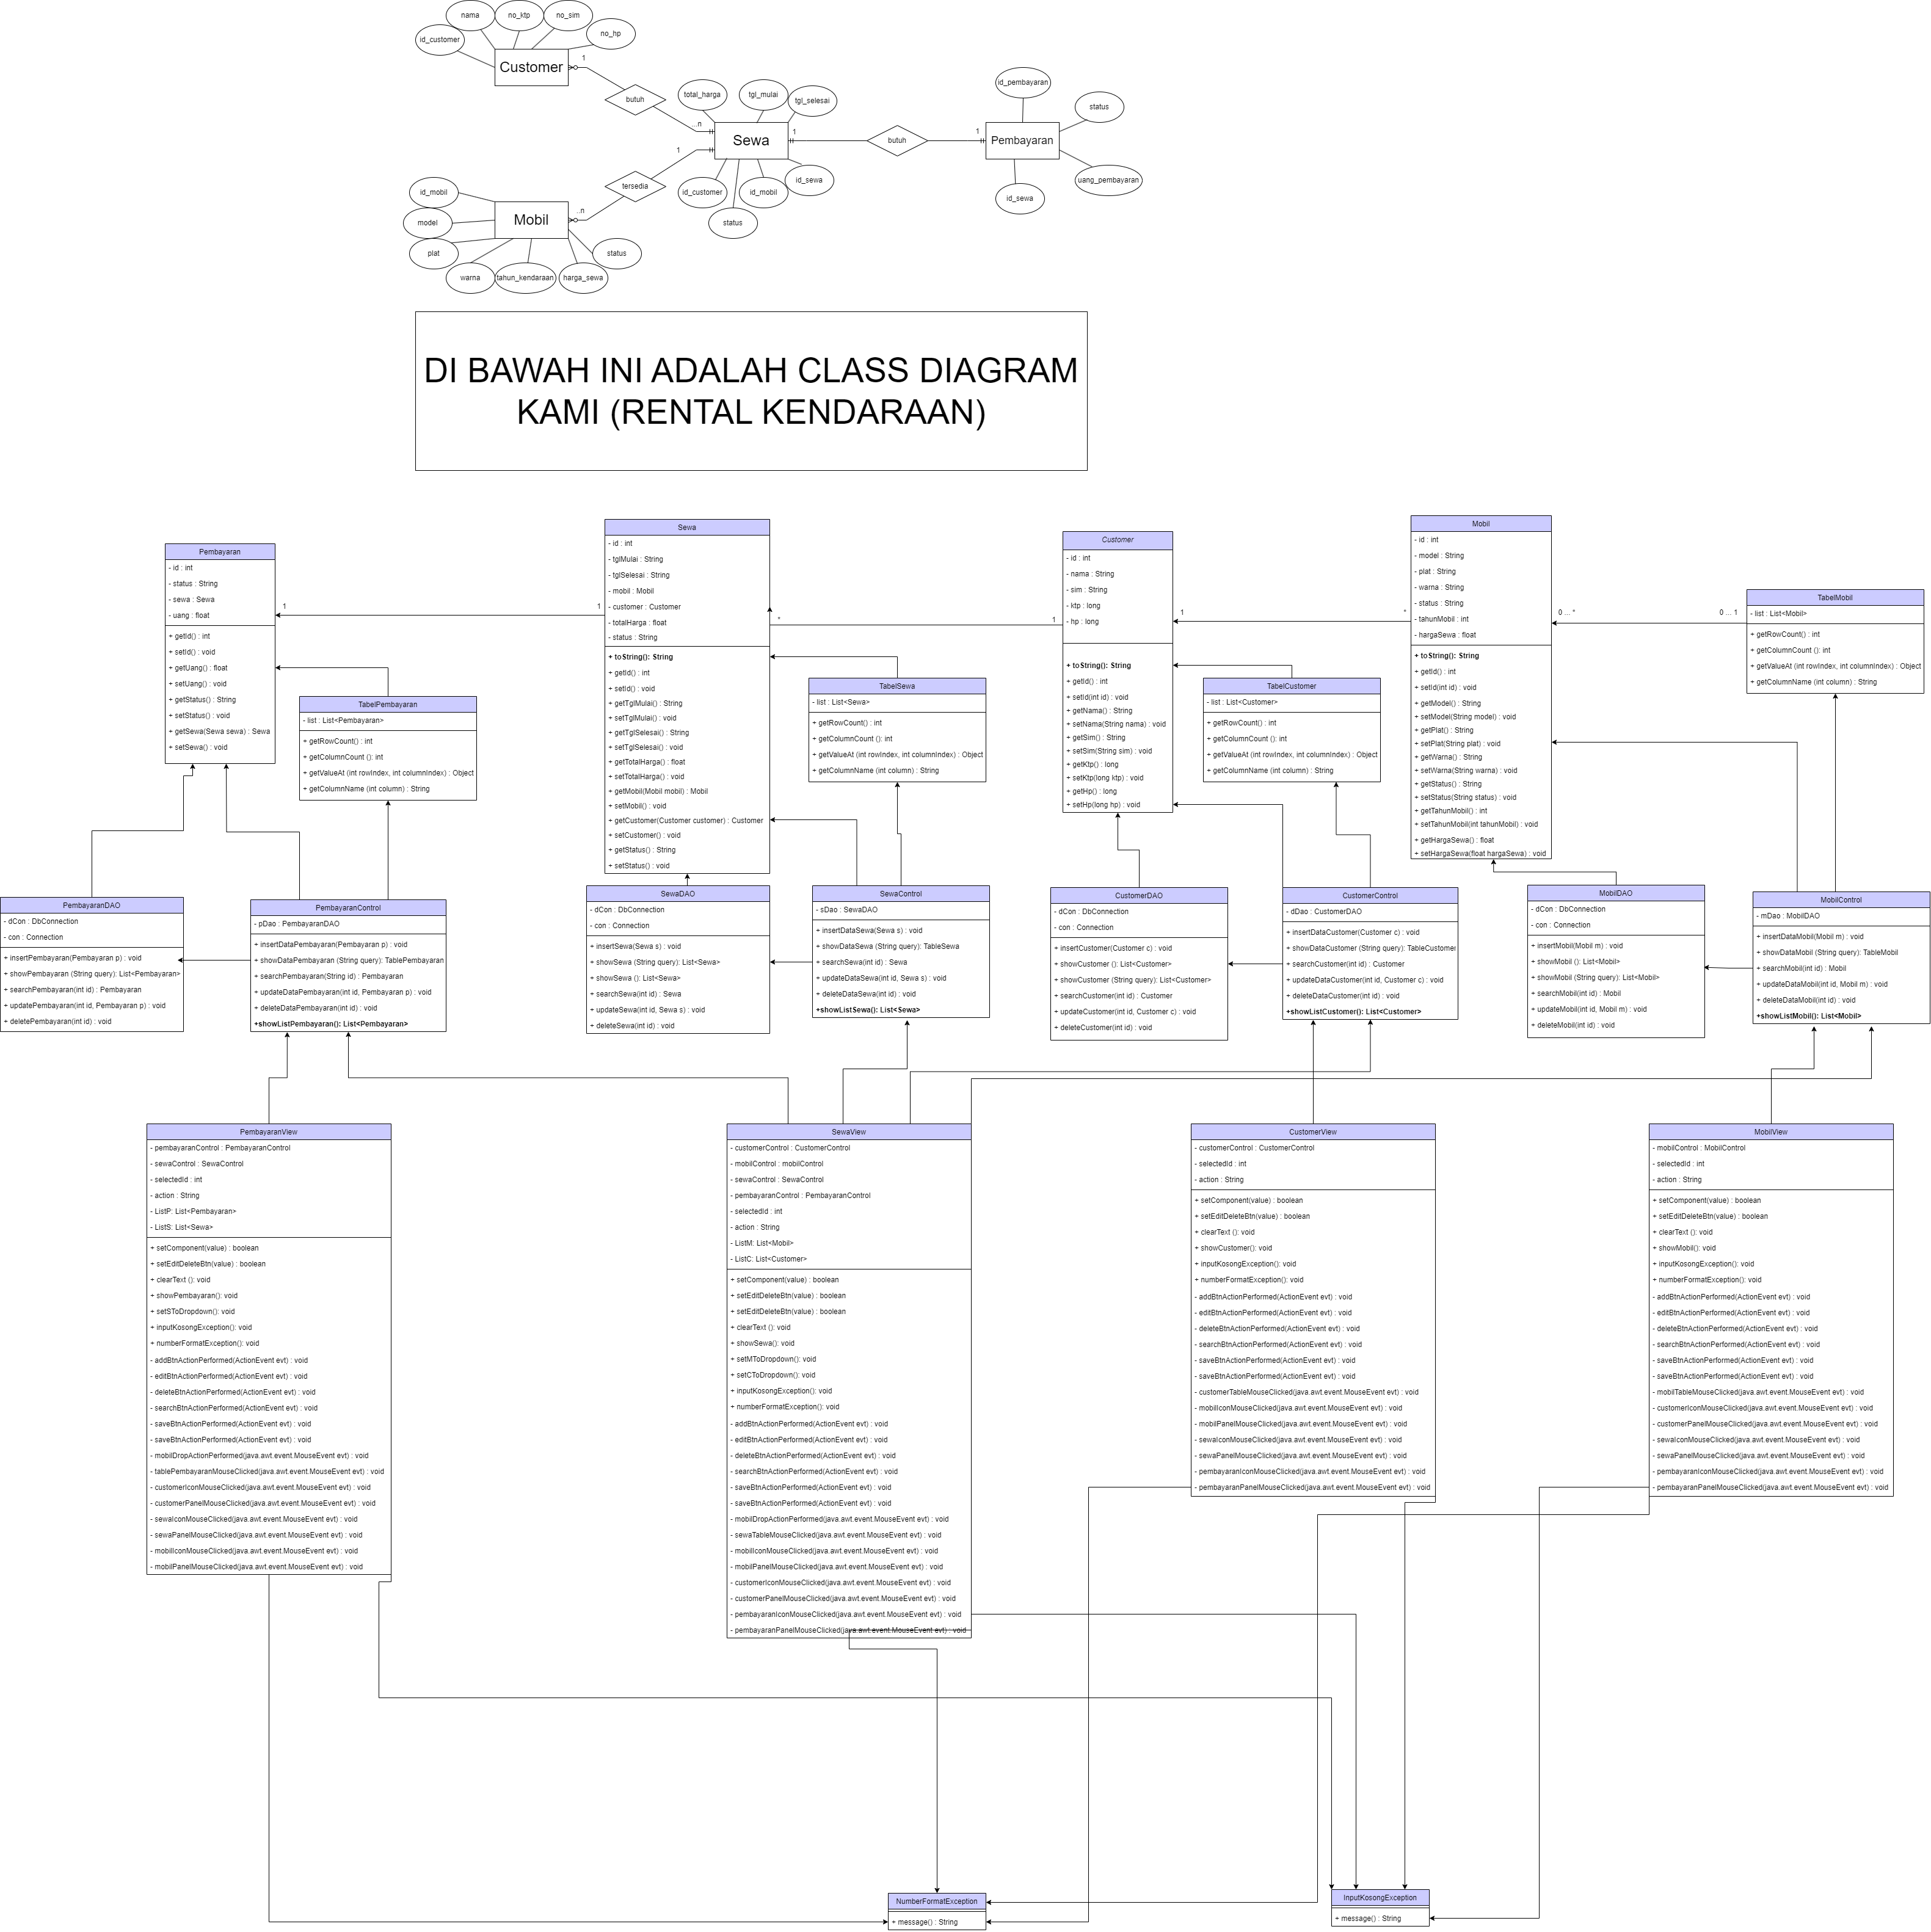 nama
no_ktp
no_sim
no_hp
id_customer
Customer
1
butuh
...n
total_harga
tgl_mulai
tgl_selesai
Sewa
1
butuh
1
id_pembayaran
status
Pembayaran
uang_pembayaran
id_sewa
id_customer
id_mobil
id_sewa
status
1
tersedia
..n
id_mobil
model
plat
Mobil
warna
tahun_kendaraan
harga_sewa
status
DI BAWAH INI ADALAH CLASS DIAGRAM
KAMI (RENTAL KENDARAAN)
Pembayaran
- id : int
- status : String
- sewa : Sewa
- uang : float
+ getId() : int
+ setId() : void
+ getUang() : float
+ setUang() : void
+ getStatus() : String
+ setStatus() : void
+ getSewa(Sewa sewa) : Sewa
+ setSewa() : void
1
1
TabelPembayaran
- list : List<Pembayaran>
+ getRowCount() : int
+ getColumnCount (): int
+ getValueAt (int rowIndex, int columnIndex) : Object
+ getColumnName (int column) : String
Sewa
- id : int
- tglMulai : String
- tglSelesai : String
- mobil : Mobil
- customer : Customer
- totalHarga : float
- status : String
+ toString(): String
+ getId() : int
+ setId() : void
+ getTglMulai() : String
+ setTglMulai() : void
+ getTglSelesai() : String
+ setTglSelesai() : void
+ getTotalHarga() : float
+ setTotalHarga() : void
+ getMobil(Mobil mobil) : Mobil
+ setMobil() : void
+ getCustomer(Customer customer) : Customer
+ setCustomer() : void
+ getStatus() : String
+ setStatus() : void
*
1
TabelSewa
- list : List<Sewa>
+ getRowCount() : int
+ getColumnCount (): int
+ getValueAt (int rowIndex, int columnIndex) : Object
+ getColumnName (int column) : String
Customer
- id : int
- nama : String
- sim : String
- ktp : long
- hp : long
+ toString(): String
+ getId() : int
+ setId(int id) : void
+ getNama() : String
+ setNama(String nama) : void
+ getSim() : String
+ setSim(String sim) : void
+ getKtp() : long
+ setKtp(long ktp) : void
+ getHp() : long
+ setHp(long hp) : void
1
*
TabelCustomer
- list : List<Customer>
+ getRowCount() : int
+ getColumnCount (): int
+ getValueAt (int rowIndex, int columnIndex) : Object
+ getColumnName (int column) : String
Mobil
- id : int
- model : String
- plat : String
- warna : String
- status : String
- tahunMobil : int
- hargaSewa : float
+ toString(): String
+ getId() : int
+ setId(int id) : void
+ getModel() : String
+ setModel(String model) : void
+ getPlat() : String
+ setPlat(String plat) : void
+ getWarna() : String
+ setWarna(String warna) : void
+ getStatus() : String
+ setStatus(String status) : void
+ getTahunMobil() : int
+ setTahunMobil(int tahunMobil) : void
+ getHargaSewa() : float
+ setHargaSewa(float hargaSewa) : void
0 ... *
0 ... 1
TabelMobil
- list : List<Mobil>
+ getRowCount() : int
+ getColumnCount (): int
+ getValueAt (int rowIndex, int columnIndex) : Object
+ getColumnName (int column) : String
PembayaranDAO
- dCon : DbConnection
- con : Connection
+ insertPembayaran(Pembayaran p) : void
+ showPembayaran (String query): List<Pembayaran>
+ searchPembayaran(int id) : Pembayaran
+ updatePembayaran(int id, Pembayaran p) : void
+ deletePembayaran(int id) : void
PembayaranControl
- pDao : PembayaranDAO
+ insertDataPembayaran(Pembayaran p) : void
+ showDataPembayaran (String query): TablePembayaran
+ searchPembayaran(String id) : Pembayaran
+ updateDataPembayaran(int id, Pembayaran p) : void
+ deleteDataPembayaran(int id) : void
+showListPembayaran(): List<Pembayaran>
SewaDAO
- dCon : DbConnection
- con : Connection
+ insertSewa(Sewa s) : void
+ showSewa (String query): List<Sewa>
+ showSewa (): List<Sewa>
+ searchSewa(int id) : Sewa
+ updateSewa(int id, Sewa s) : void
+ deleteSewa(int id) : void
SewaControl
- sDao : SewaDAO
+ insertDataSewa(Sewa s) : void
+ showDataSewa (String query): TableSewa
+ searchSewa(int id) : Sewa
+ updateDataSewa(int id, Sewa s) : void
+ deleteDataSewa(int id) : void
+showListSewa(): List<Sewa>
CustomerDAO
- dCon : DbConnection
- con : Connection
+ insertCustomer(Customer c) : void
+ showCustomer (): List<Customer>
+ showCustomer (String query): List<Customer>
+ searchCustomer(int id) : Customer
+ updateCustomer(int id, Customer c) : void
+ deleteCustomer(int id) : void
CustomerControl
- dDao : CustomerDAO
+ insertDataCustomer(Customer c) : void
+ showDataCustomer (String query): TableCustomer
+ searchCustomer(int id) : Customer
+ updateDataCustomer(int id, Customer c) : void
+ deleteDataCustomer(int id) : void
+showListCustomer(): List<Customer>
MobilDAO
- dCon : DbConnection
- con : Connection
+ insertMobil(Mobil m) : void
+ showMobil (): List<Mobil>
+ showMobil (String query): List<Mobil>
+ searchMobil(int id) : Mobil
+ updateMobil(int id, Mobil m) : void
+ deleteMobil(int id) : void
MobilControl
- mDao : MobilDAO
+ insertDataMobil(Mobil m) : void
+ showDataMobil (String query): TableMobil
+ searchMobil(int id) : Mobil
+ updateDataMobil(int Id, Mobil m) : void
+ deleteDataMobil(int id) : void
+showListMobil(): List<Mobil>
PembayaranView
- pembayaranControl : PembayaranControl
- sewaControl : SewaControl
- selectedId : int
- action : String
- ListP: List<Pembayaran>
- ListS: List<Sewa>
+ setComponent(value) : boolean
+ setEditDeleteBtn(value) : boolean
+ clearText (): void
+ showPembayaran(): void
+ setSToDropdown(): void
+ inputKosongException(): void
+ numberFormatException(): void
- addBtnActionPerformed(ActionEvent evt) : void
- editBtnActionPerformed(ActionEvent evt) : void
- deleteBtnActionPerformed(ActionEvent evt) : void
- searchBtnActionPerformed(ActionEvent evt) : void
- saveBtnActionPerformed(ActionEvent evt) : void
- saveBtnActionPerformed(ActionEvent evt) : void
- mobilDropActionPerformed(java.awt.event.MouseEvent evt) : void
- tablePembayaranMouseClicked(java.awt.event.MouseEvent evt) : void
- customerIconMouseClicked(java.awt.event.MouseEvent evt) : void
- customerPanelMouseClicked(java.awt.event.MouseEvent evt) : void
- sewaIconMouseClicked(java.awt.event.MouseEvent evt) : void
- sewaPanelMouseClicked(java.awt.event.MouseEvent evt) : void
- mobilIconMouseClicked(java.awt.event.MouseEvent evt) : void
- mobilPanelMouseClicked(java.awt.event.MouseEvent evt) : void
SewaView
- customerControl : CustomerControl
- mobilControl : mobilControl
- sewaControl : SewaControl
- pembayaranControl : PembayaranControl
- selectedId : int
- action : String
- ListM: List<Mobil>
- ListC: List<Customer>
+ setComponent(value) : boolean
+ setEditDeleteBtn(value) : boolean
+ setEditDeleteBtn(value) : boolean
+ clearText (): void
+ showSewa(): void
+ setMToDropdown(): void
+ setCToDropdown(): void
+ inputKosongException(): void
+ numberFormatException(): void
- addBtnActionPerformed(ActionEvent evt) : void
- editBtnActionPerformed(ActionEvent evt) : void
- deleteBtnActionPerformed(ActionEvent evt) : void
- searchBtnActionPerformed(ActionEvent evt) : void
- saveBtnActionPerformed(ActionEvent evt) : void
- saveBtnActionPerformed(ActionEvent evt) : void
- mobilDropActionPerformed(java.awt.event.MouseEvent evt) : void
- sewaTableMouseClicked(java.awt.event.MouseEvent evt) : void
- mobilIconMouseClicked(java.awt.event.MouseEvent evt) : void
- mobilPanelMouseClicked(java.awt.event.MouseEvent evt) : void
- customerIconMouseClicked(java.awt.event.MouseEvent evt) : void
- customerPanelMouseClicked(java.awt.event.MouseEvent evt) : void
- pembayaranIconMouseClicked(java.awt.event.MouseEvent evt) : void
- pembayaranPanelMouseClicked(java.awt.event.MouseEvent evt) : void
CustomerView
- customerControl : CustomerControl
- selectedId : int
- action : String
+ setComponent(value) : boolean
+ setEditDeleteBtn(value) : boolean
+ clearText (): void
+ showCustomer(): void
+ inputKosongException(): void
+ numberFormatException(): void
- addBtnActionPerformed(ActionEvent evt) : void
- editBtnActionPerformed(ActionEvent evt) : void
- deleteBtnActionPerformed(ActionEvent evt) : void
- searchBtnActionPerformed(ActionEvent evt) : void
- saveBtnActionPerformed(ActionEvent evt) : void
- saveBtnActionPerformed(ActionEvent evt) : void
- customerTableMouseClicked(java.awt.event.MouseEvent evt) : void
- mobilIconMouseClicked(java.awt.event.MouseEvent evt) : void
- mobilPanelMouseClicked(java.awt.event.MouseEvent evt) : void
- sewaIconMouseClicked(java.awt.event.MouseEvent evt) : void
- sewaPanelMouseClicked(java.awt.event.MouseEvent evt) : void
- pembayaranIconMouseClicked(java.awt.event.MouseEvent evt) : void
- pembayaranPanelMouseClicked(java.awt.event.MouseEvent evt) : void
MobilView
- mobilControl : MobilControl
- selectedId : int
- action : String
+ setComponent(value) : boolean
+ setEditDeleteBtn(value) : boolean
+ clearText (): void
+ showMobil(): void
+ inputKosongException(): void
+ numberFormatException(): void
- addBtnActionPerformed(ActionEvent evt) : void
- editBtnActionPerformed(ActionEvent evt) : void
- deleteBtnActionPerformed(ActionEvent evt) : void
- searchBtnActionPerformed(ActionEvent evt) : void
- saveBtnActionPerformed(ActionEvent evt) : void
- saveBtnActionPerformed(ActionEvent evt) : void
- mobilTableMouseClicked(java.awt.event.MouseEvent evt) : void
- customerIconMouseClicked(java.awt.event.MouseEvent evt) : void
- customerPanelMouseClicked(java.awt.event.MouseEvent evt) : void
- sewaIconMouseClicked(java.awt.event.MouseEvent evt) : void
- sewaPanelMouseClicked(java.awt.event.MouseEvent evt) : void
- pembayaranIconMouseClicked(java.awt.event.MouseEvent evt) : void
- pembayaranPanelMouseClicked(java.awt.event.MouseEvent evt) : void
NumberFormatException
+ message() : String
InputKosongException
+ message() : String